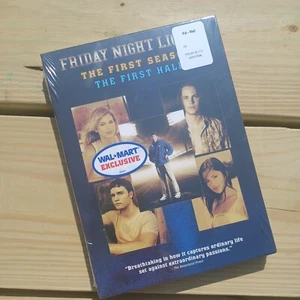 FRIDAY NIGHT LI
THE FIRST SEAS
THE FIRST HAL
WAL★MART
EXCLUSIVE
"Breathtaking in how it captures ordinary life
set against extraordinary passions."